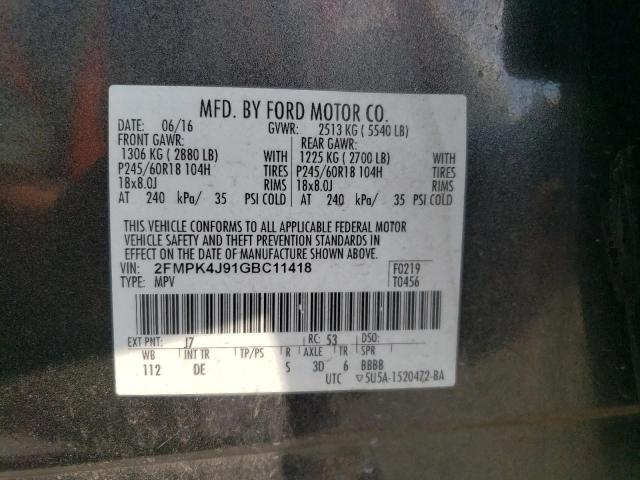 MFD. BY FORD MOTOR CO.
DATE: 06/16 GVWR: 2513 KG ( 5540 LB)
FRONT GAWR: REAR GAWR:
1306 KG ( 2880 LB) WITH 1225 KG ( 2700 LB) WITH
P245/60R18 104H TIRES P245/60R18 104H TIRES
18x8.0J RIMS 18x8.0J RIMS
AT 240 kPa/ 35 PSI COLD AT 240 kPa/ 35 PSI COLD
THIS VEHICLE CONFORMS TO ALL APPLICABLE FEDERAL MOTOR
VEHICLE SAFETY AND THEFT PREVENTION STANDARDS IN
EFFECT ON THE DATE OF MANUFACTURE SHOWN ABOVE.
VIN: 2FMPK4J91GBC11418 F0219
TYPE: MPV T0456
EXT PNT: J7 RC: 53 DSO:
WB INT TR TP/PS R AXLE TR SPR
112 DE S 3D 6 BBBB
UTC ▽5U5A-1520472-BA